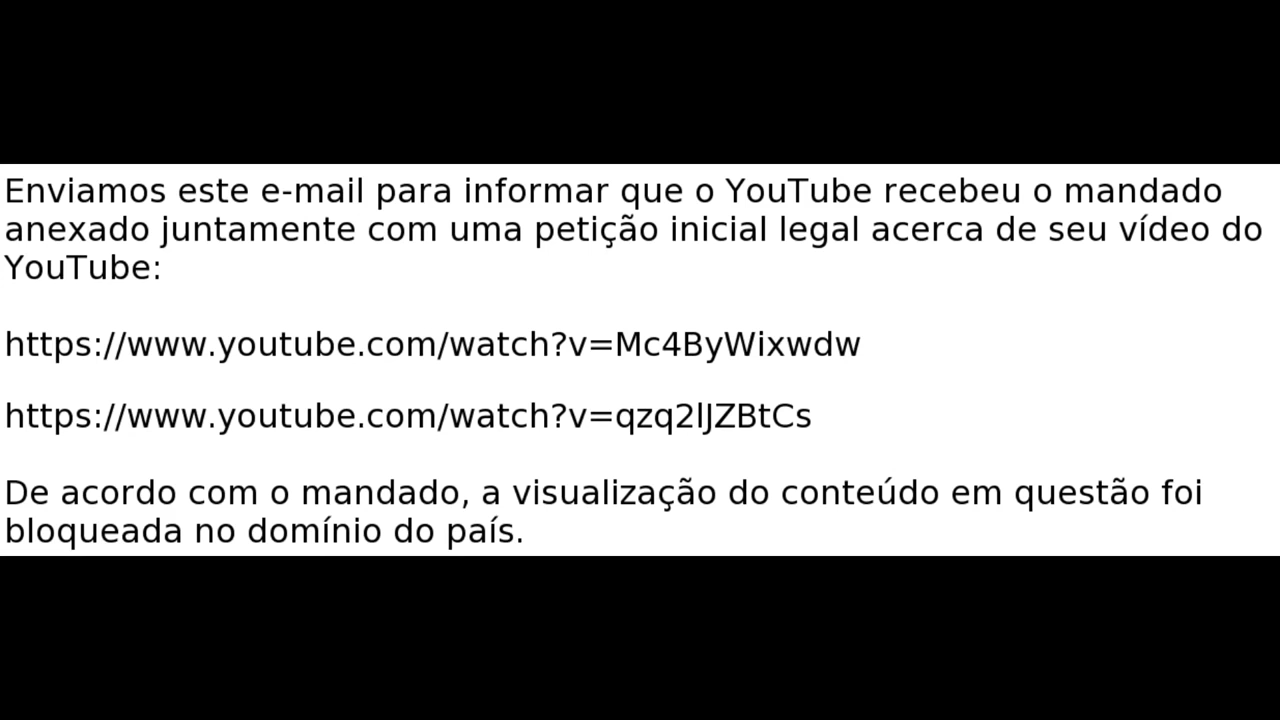 Enviamos este e-mail para informar que o YouTube recebeu o mandado
anexado juntamente com uma petição inicial legal acerca de seu vídeo do
YouTube:
https://www.youtube.com/watch?v=Mc4ByWixwdw
https://www.youtube.com/watch?v=qzq2lJZBtCs
De acordo com o mandado, a visualização do conteúdo em questão foi
bloqueada no domínio do país.